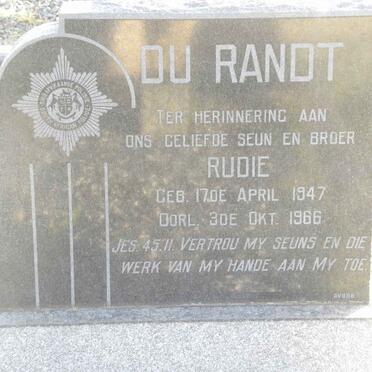 DU RANDT
TER HERINNERING AAN
ONS GELIEFDE SEUN EN BROER
RUDIE
GEB. 17DE APRIL 1947
OORL. 3DE OKT. 1966
JES. 45.11. VERTROU MY SEUNS EN DIE
WERK VAN MY HANDE AAN MY TOE.